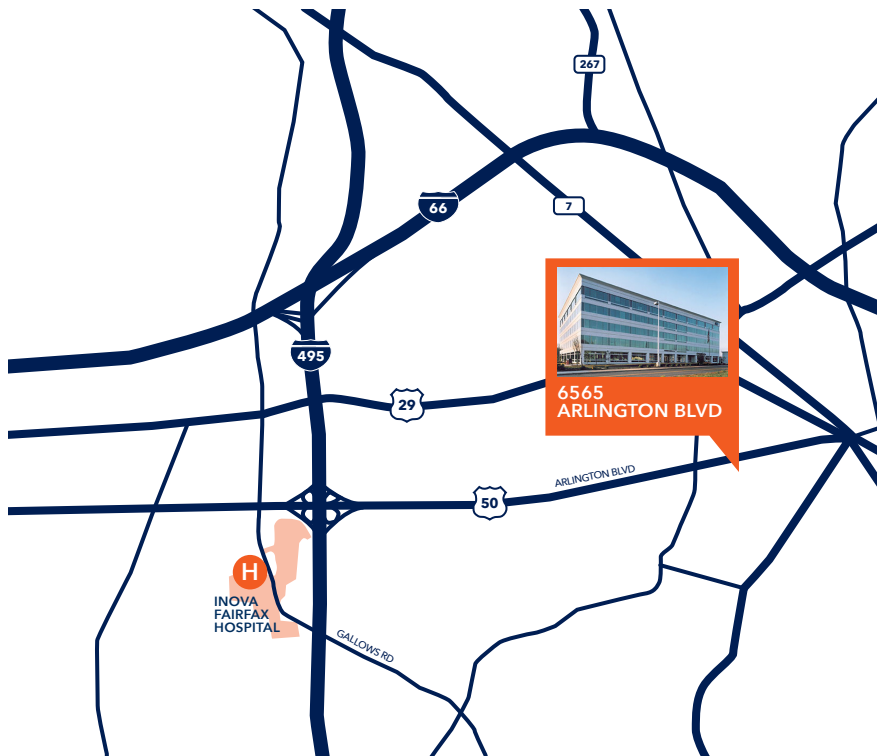 267
66
7
495
6565
ARLINGTON BLVD
29
ARLINGTON BLVD
50
H
INOVA
FAIRFAX
HOSPITAL
GALLOWS RD